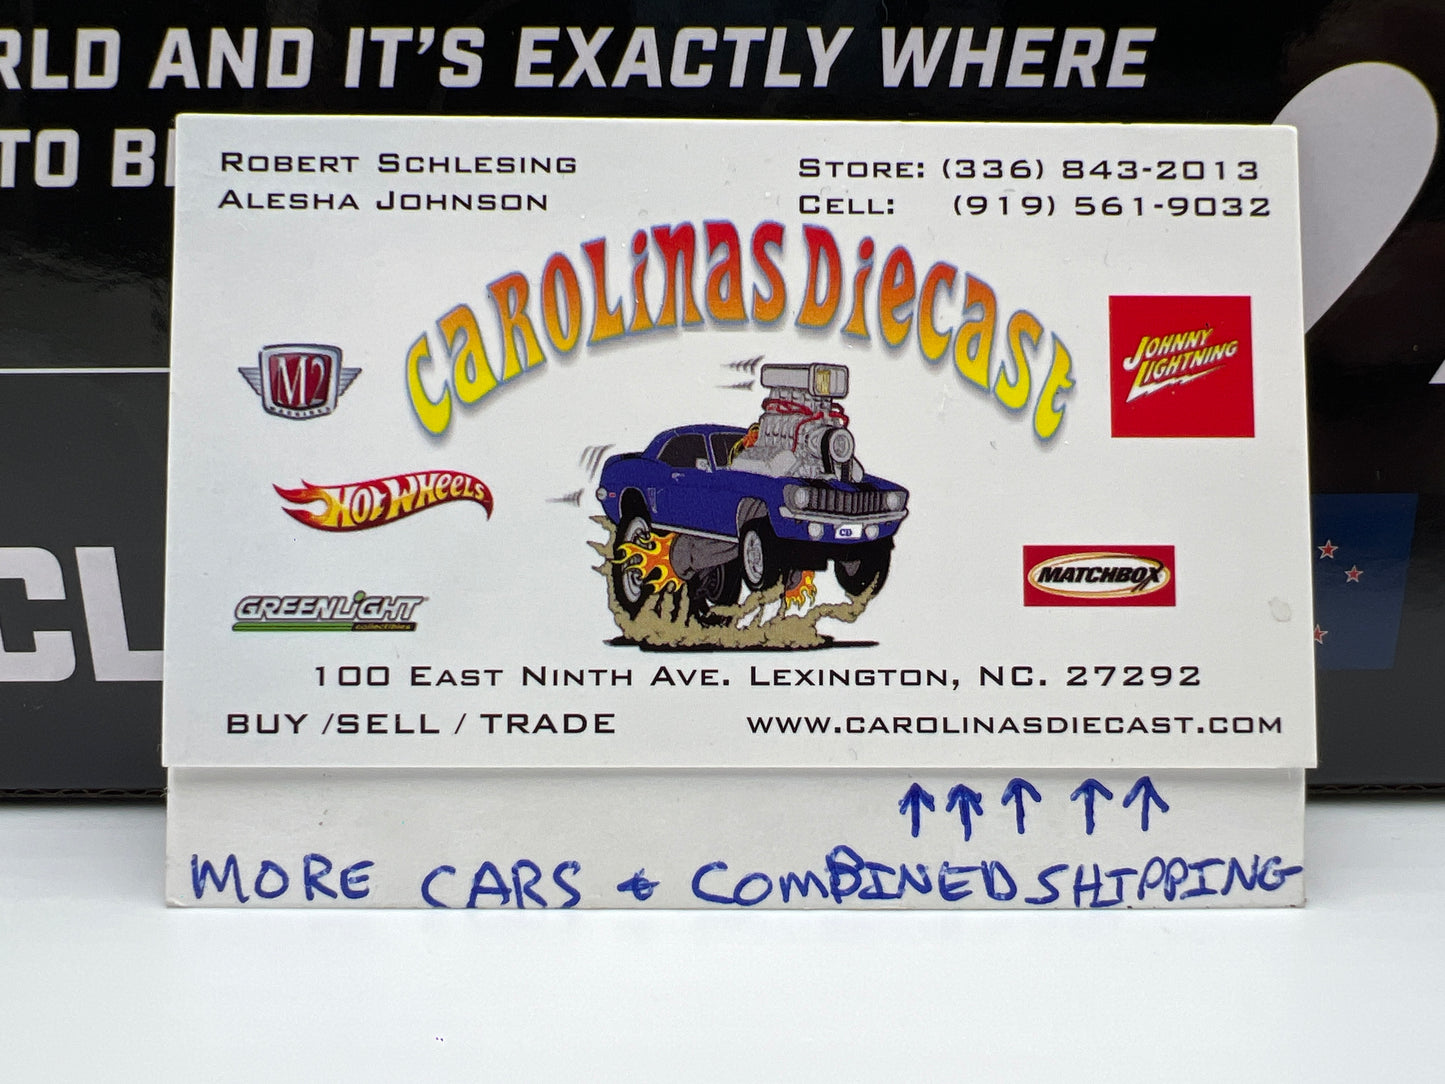 RLD AND IT'S EXACTLY WHERE
TO B
ROBERT SCHLESING
ALESHA JOHNSON
STORE: (336) 843-2013
CELL: (919) 561-9032
CAROLINAS DIECAST
M2
MACHINES
JOHNNY
LIGHTNING
HOT WHEELS
CD
MATCHBOX
GREENLIGHT
collectibles
100 EAST NINTH AVE. LEXINGTON, NC. 27292
BUY /SELL / TRADE
WWW.CAROLINASDIECAST.COM
CL
MORE CARS & COMBINED SHIPPING